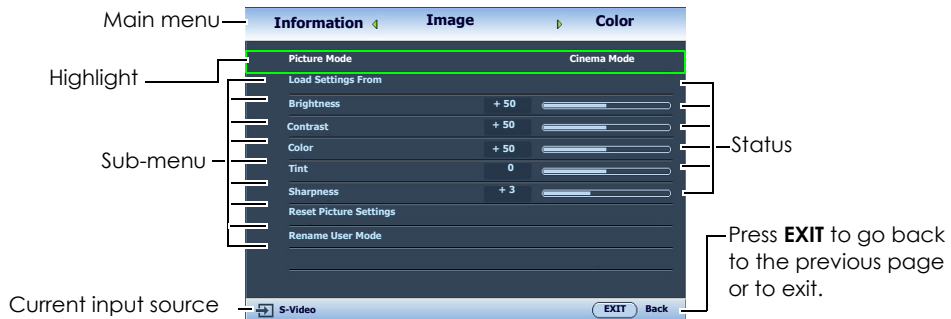 Main menu
Information Image Color
Picture Mode Cinema Mode
Highlight
Load Settings From
Brightness + 50
Contrast + 50
Color + 50
Status
Sub-menu
Tint 0
Sharpness + 3
Reset Picture Settings
Rename User Mode
Press EXIT to go back
to the previous page
or to exit.
Current input source
S-Video
EXIT Back